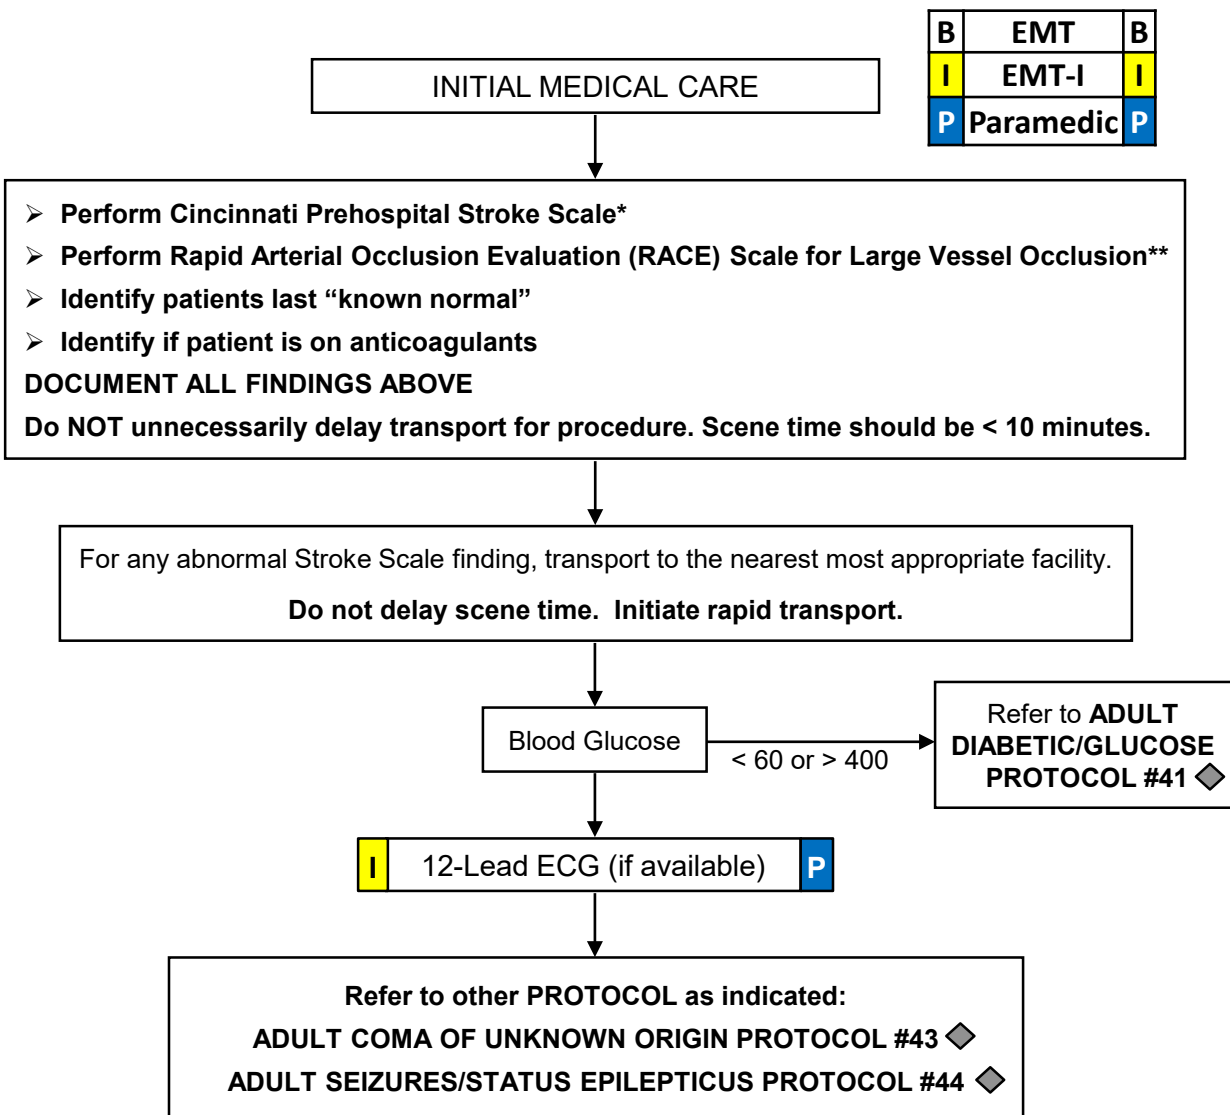 B EMT B
I EMT-I I
P Paramedic P
INITIAL MEDICAL CARE
➢ Perform Cincinnati Prehospital Stroke Scale*
➢ Perform Rapid Arterial Occlusion Evaluation (RACE) Scale for Large Vessel Occlusion**
➢ Identify patients last “known normal”
➢ Identify if patient is on anticoagulants
DOCUMENT ALL FINDINGS ABOVE
Do NOT unnecessarily delay transport for procedure. Scene time should be < 10 minutes.
For any abnormal Stroke Scale finding, transport to the nearest most appropriate facility.
Do not delay scene time. Initiate rapid transport.
Blood Glucose
< 60 or > 400
Refer to ADULT
DIABETIC/GLUCOSE
PROTOCOL #41
I 12-Lead ECG (if available) P
Refer to other PROTOCOL as indicated:
ADULT COMA OF UNKNOWN ORIGIN PROTOCOL #43
ADULT SEIZURES/STATUS EPILEPTICUS PROTOCOL #44